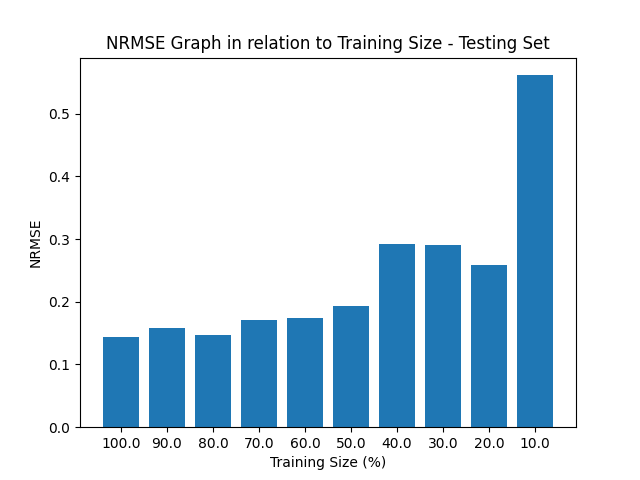 NRMSE Graph in relation to Training Size - Testing Set
NRMSE
0.5
0.4
0.3
0.2
0.1
0.0
100.0 90.0 80.0 70.0 60.0 50.0 40.0 30.0 20.0 10.0
Training Size (%)